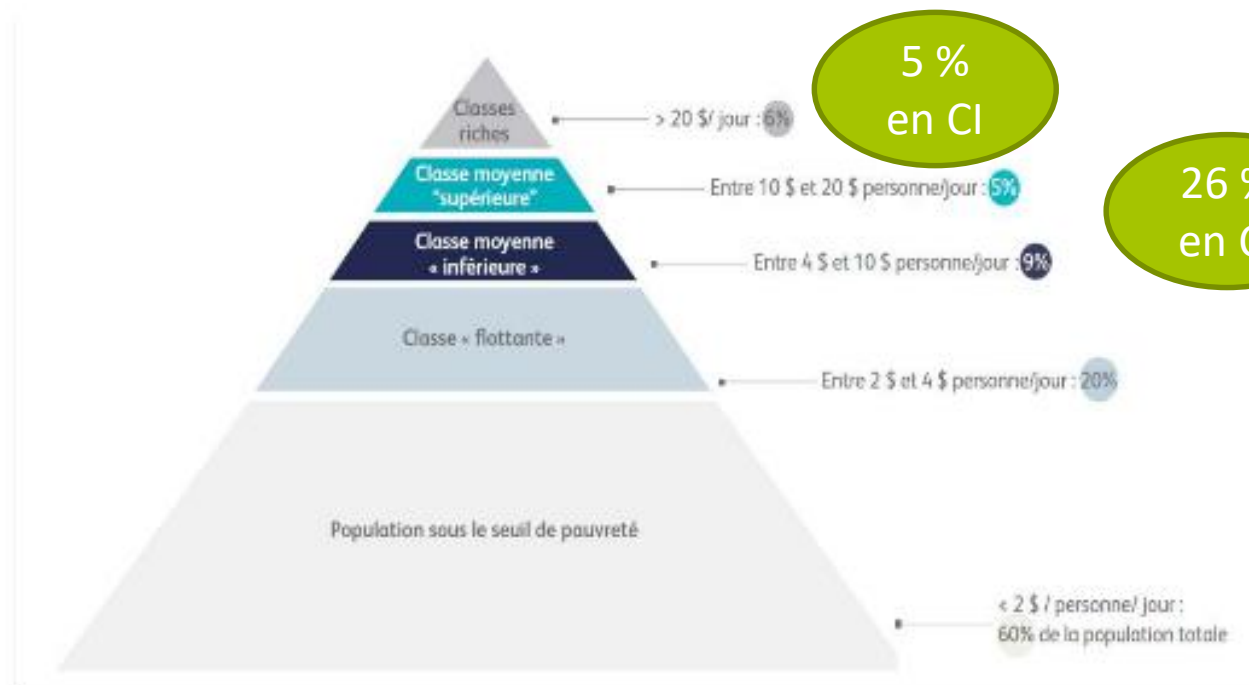 5 %
en CI
Classes
riches
> 20 $/ jour : 6%
Classe moyenne
"supérieure"
Entre 10 $ et 20 $ personne/jour : 5%
26
en
Classe moyenne
« inférieure »
Entre 4 $ et 10 $ personne/jour : 9%
Classe « flottante »
Entre 2 $ et 4 $ personne/jour : 20%
Population sous le seuil de pauvreté
< 2 $ / personne/ jour :
60% de la population totale